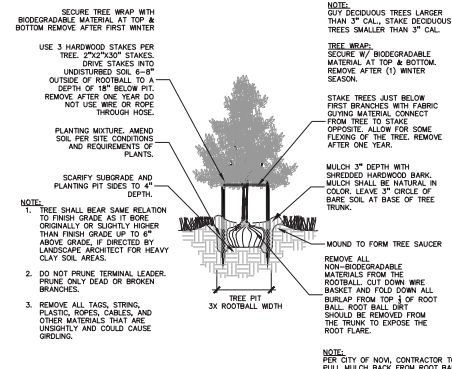 SECURE TREE WRAP WITH
BIODEGRADABLE MATERIAL AT TOP &
BOTTOM REMOVE AFTER FIRST WINTER
USE 3 HARDWOOD STAKES PER
TREE. 2"X2"X30" STAKES.
DRIVE STAKES INTO
UNDISTURBED SOIL 6-8"
OUTSIDE OF ROOTBALL TO A
DEPTH OF 18" BELOW PIT.
REMOVE AFTER ONE YEAR DO
NOT USE WIRE OR ROPE
THROUGH HOSE.
PLANTING MIXTURE. AMEND
SOIL PER SITE CONDITIONS
AND REQUIREMENTS OF
PLANTS.
SCARIFY SUBGRADE AND
PLANTING PIT SIDES TO 4"
DEPTH.
NOTE:
1. TREE SHALL BEAR SAME RELATION
TO FINISH GRADE AS IT BORE
ORIGINALLY OR SLIGHTLY HIGHER
THAN FINISH GRADE UP TO 6"
ABOVE GRADE, IF DIRECTED BY
LANDSCAPE ARCHITECT FOR HEAVY
CLAY SOIL AREAS.
2. DO NOT PRUNE TERMINAL LEADER.
PRUNE ONLY DEAD OR BROKEN
BRANCHES.
3. REMOVE ALL TAGS, STRING,
PLASTIC, ROPES, CABLES, AND
OTHER MATERIALS THAT ARE
UNSIGHTLY AND COULD CAUSE
GIRDLING.
TREE PIT
3X ROOTBALL WIDTH
NOTE:
GUY DECIDUOUS TREES LARGER
THAN 3" CAL., STAKE DECIDUOUS
TREES SMALLER THAN 3" CAL.
TREE WRAP:
SECURE W/ BIODEGRADABLE
MATERIAL AT TOP & BOTTOM.
REMOVE AFTER (1) WINTER
SEASON.
STAKE TREES JUST BELOW
FIRST BRANCHES WITH FABRIC
GUYING MATERIAL CONNECT
FROM TREE TO STAKE
OPPOSITE. ALLOW FOR SOME
FLEXING OF THE TREE. REMOVE
AFTER ONE YEAR.
MULCH 3" DEPTH WITH
SHREDDED HARDWOOD BARK.
MULCH SHALL BE NATURAL IN
COLOR. LEAVE 3" CIRCLE OF
BARE SOIL AT BASE OF TREE
TRUNK.
MOUND TO FORM TREE SAUCER
REMOVE ALL
NON-BIODEGRADABLE
MATERIALS FROM THE
ROOTBALL. CUT DOWN WIRE
BASKET AND FOLD DOWN ALL
BURLAP FROM TOP OF ROOT
BALL. ROOT BALL DIRT
SHOULD BE REMOVED FROM
THE TRUNK TO EXPOSE THE
ROOT FLARE.
NOTE:
PER CITY OF NOVI, CONTRACTOR TO
PULL MULCH BACK FROM ROOT